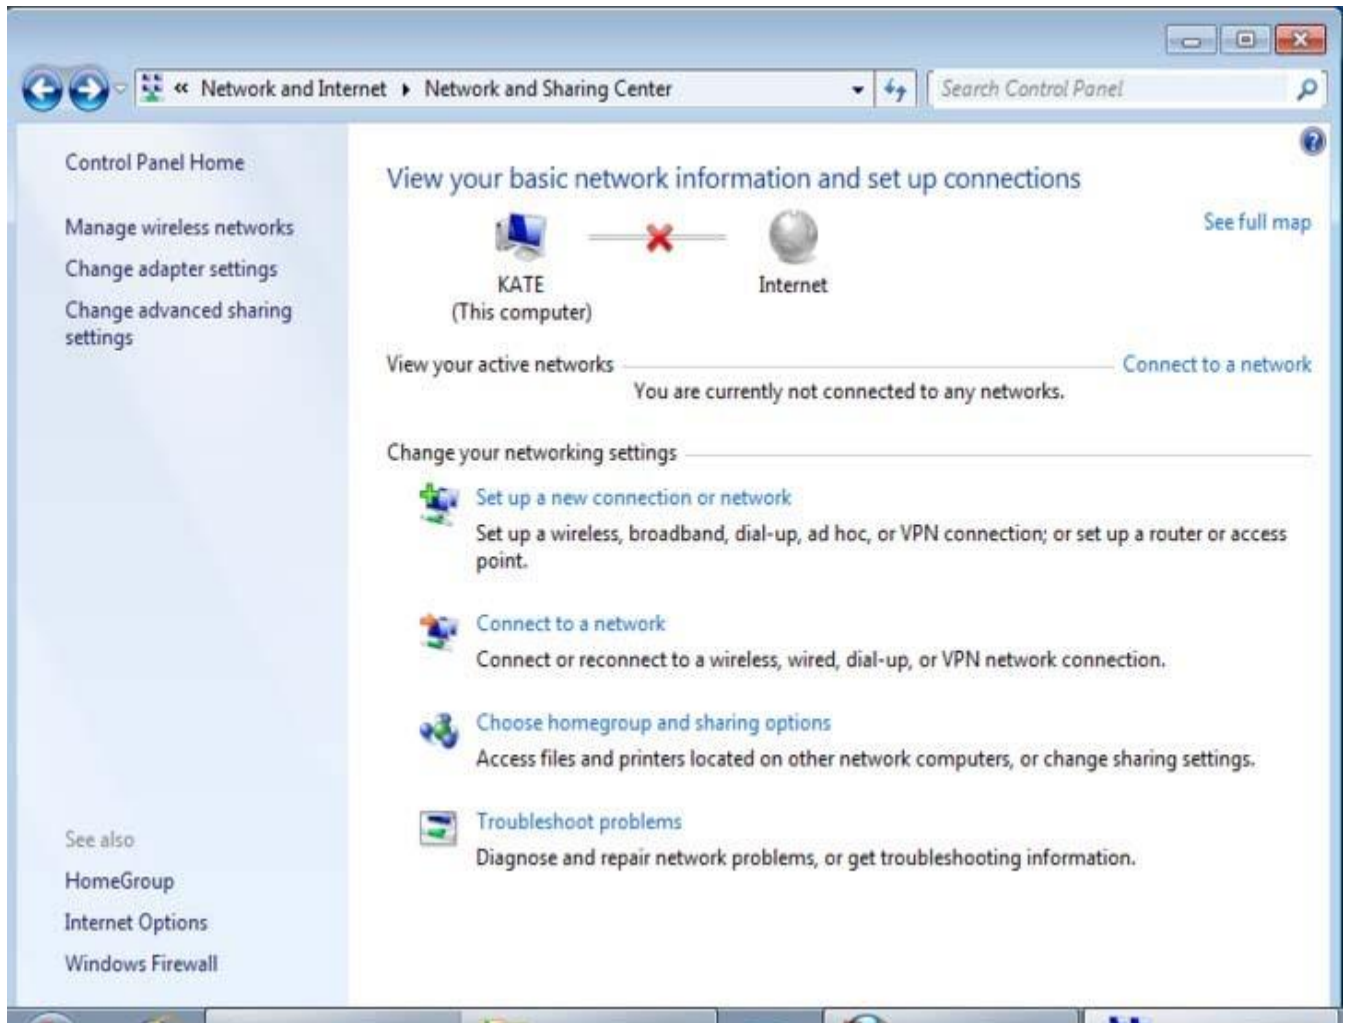 « Network and Internet ▸ Network and Sharing Center
Search Control Panel
Control Panel Home
Manage wireless networks
Change adapter settings
Change advanced sharing
settings
See also
HomeGroup
Internet Options
Windows Firewall
View your basic network information and set up connections
See full map
KATE
(This computer)
Internet
View your active networks
Connect to a network
You are currently not connected to any networks.
Change your networking settings
Set up a new connection or network
Set up a wireless, broadband, dial-up, ad hoc, or VPN connection; or set up a router or access
point.
Connect to a network
Connect or reconnect to a wireless, wired, dial-up, or VPN network connection.
Choose homegroup and sharing options
Access files and printers located on other network computers, or change sharing settings.
Troubleshoot problems
Diagnose and repair network problems, or get troubleshooting information.